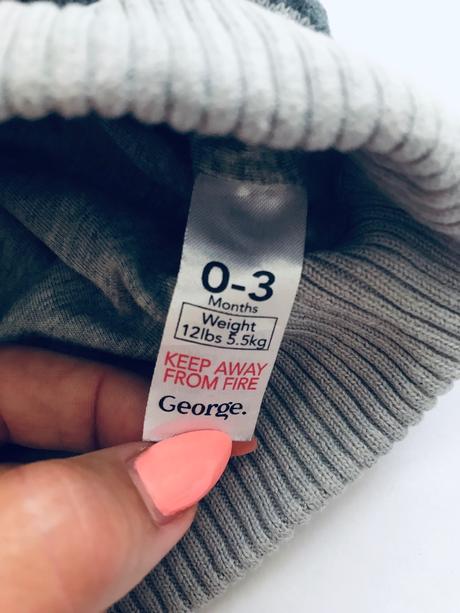 0-3
Months
Weight
12lbs 5.5kg
KEEP AWAY
FROM FIRE
George.